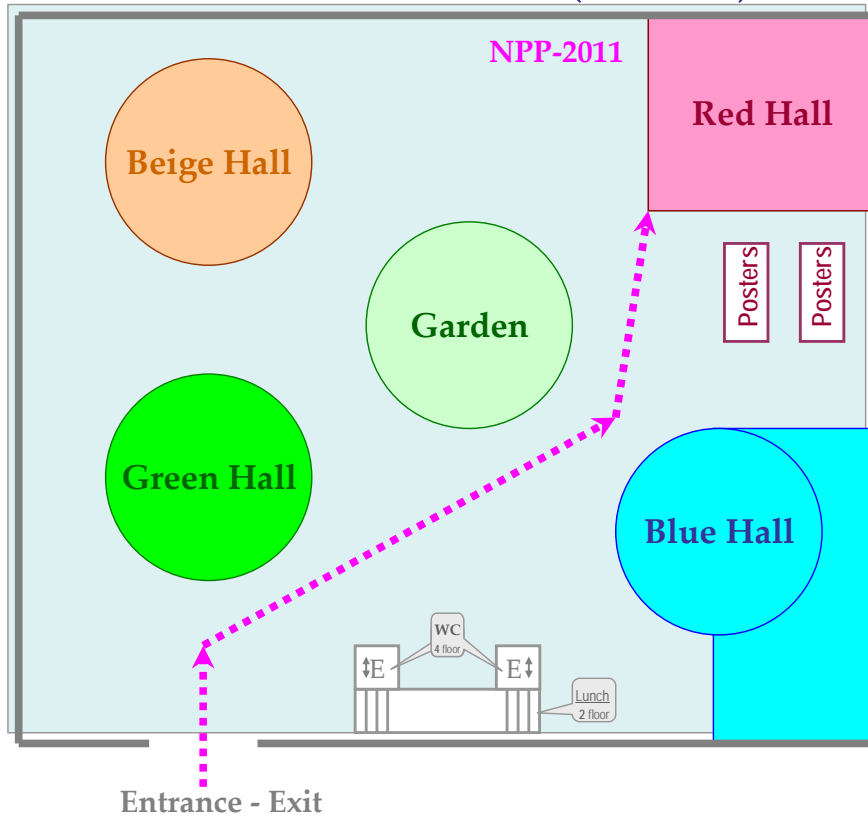 NPP-2011
Red Hall
Beige Hall
Posters
Posters
Garden
Green Hall
Blue Hall
WC
4 floor
E
E
Lunch
2 floor
Entrance - Exit